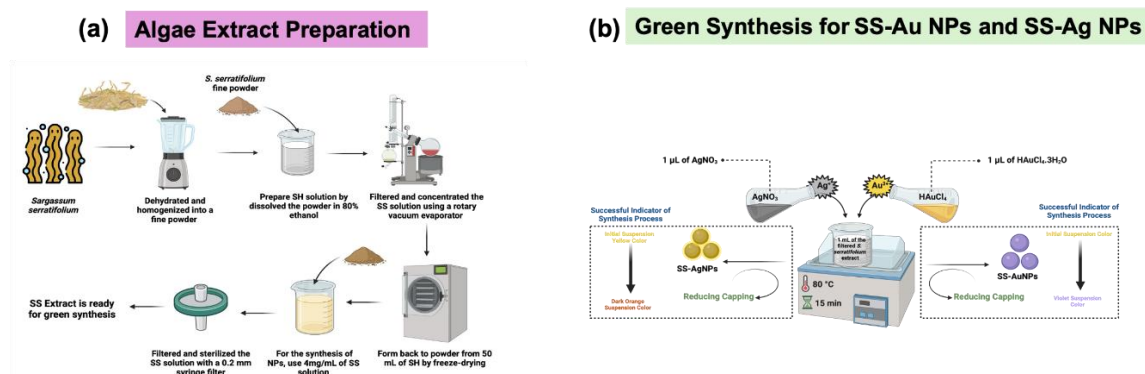 (a) Algae Extract Preparation
S. serratifolium
fine powder
Sargassum
serratifolium
Dehydrated and
homogenized into a
fine powder
Prepare SH solution by
dissolved the powder in 80%
ethanol
Filtered and concentrated the
SS solution using a rotary
vacuum evaporator
SS Extract is ready
for green synthesis
Filtered and sterilized the
SS solution with a 0.2 mm
syringe filter
For the synthesis of
NPs, use 4mg/mL of SS
solution
Form back to powder from 50
mL of SH by freeze-drying
(b) Green Synthesis for SS-Au NPs and SS-Ag NPs
1 µL of AgNO₃
1 µL of HAuCl₄.3H₂O
Ag⁺
Au³⁺
AgNO₃
HAuCl₄
Successful Indicator of
Synthesis Process
Initial Suspension
Yellow Color
Dark Orange
Suspension Color
SS-AgNPs
Reducing Capping
1 mL of the
filtered S.
serratifolium
extract
80 °C
15 min
SS-AuNPs
Reducing Capping
Successful Indicator of
Synthesis Process
Initial Suspension Color
Violet Suspension
Color